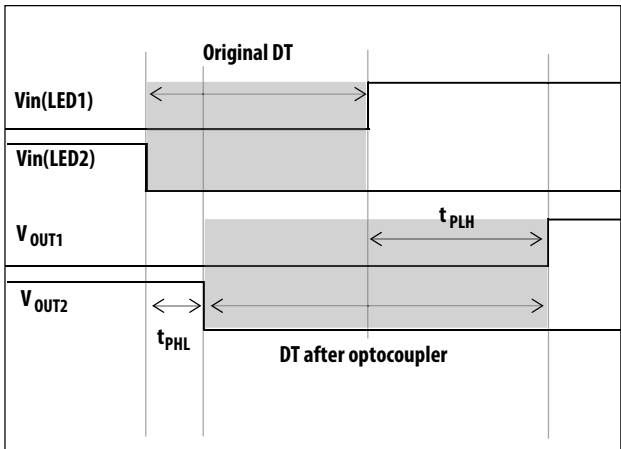 Original DT
Vin(LED1)
Vin(LED2)
tPLH
VOUT1
VOUT2
tPHL
DT after optocoupler